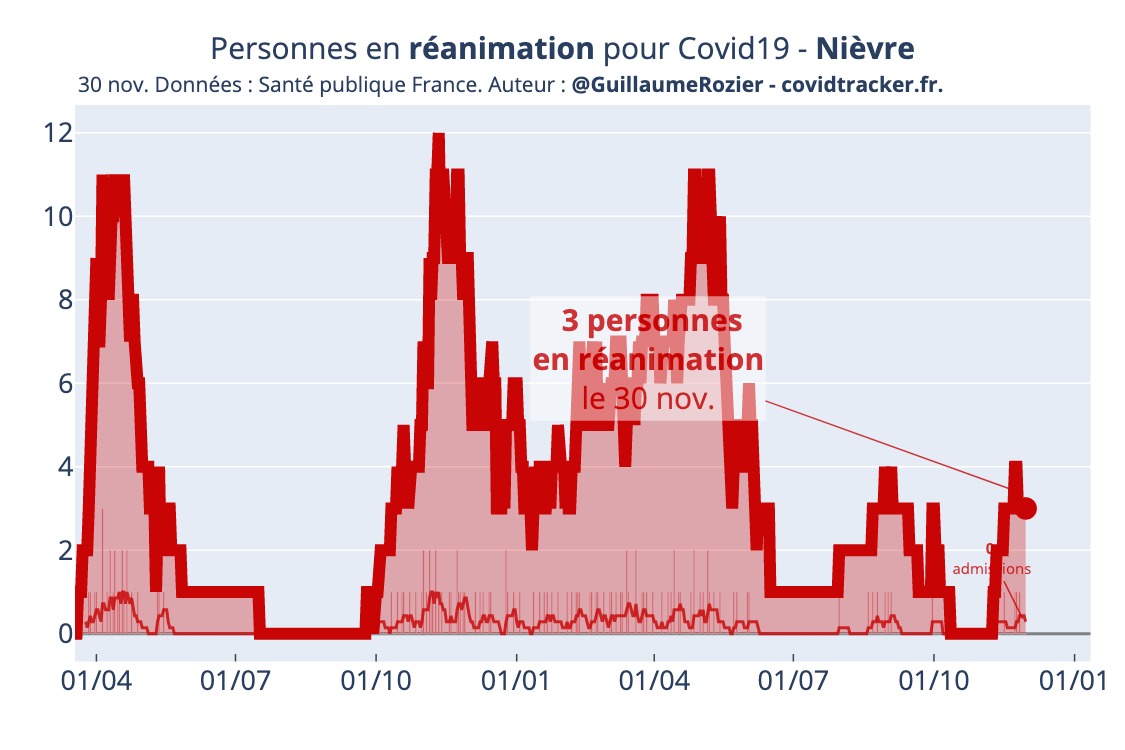 Personnes en réanimation pour Covid19 - Nièvre
30 nov. Données : Santé publique France. Auteur : @GuillaumeRozier - covidtracker.fr.
12
10
8
6
4
2
0
3 personnes
en réanimation
le 30 nov.
0
admissions
01/04
01/07
01/10
01/01
01/04
01/07
01/10
01/01